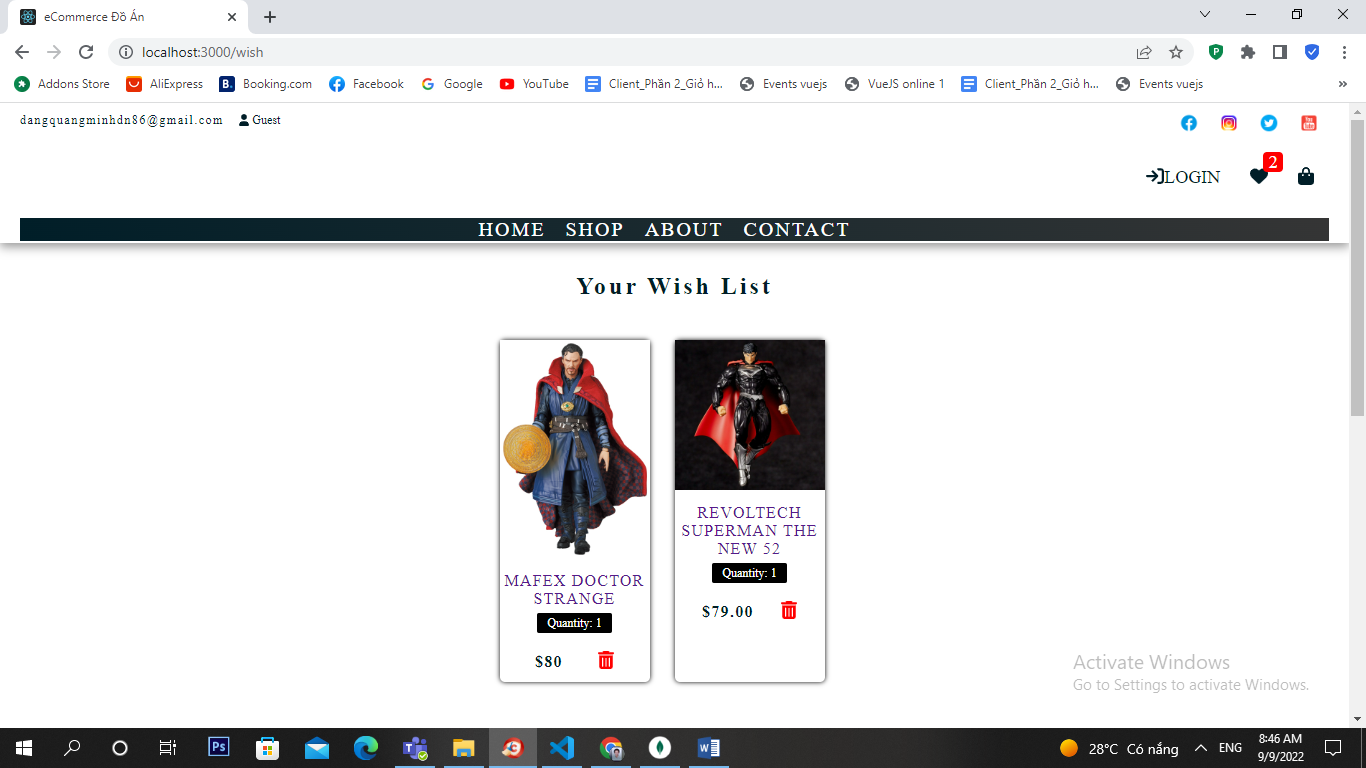 eCommerce Đồ Án
localhost:3000/wish
Addons Store AliExpress Booking.com Facebook Google YouTube Client_Phần 2_Giỏ h... Events vuejs VueJS online 1 Client_Phần 2_Giỏ h... Events vuejs »
dangquangminhdn86@gmail.com Guest
2
LOGIN
HOME SHOP ABOUT CONTACT
Your Wish List
MAFEX DOCTOR
STRANGE
Quantity: 1
$80
REVOLTECH
SUPERMAN THE
NEW 52
Quantity: 1
$79.00
Activate Windows
Go to Settings to activate Windows.
28°C Có nắng ENG 8:46 AM
9/9/2022